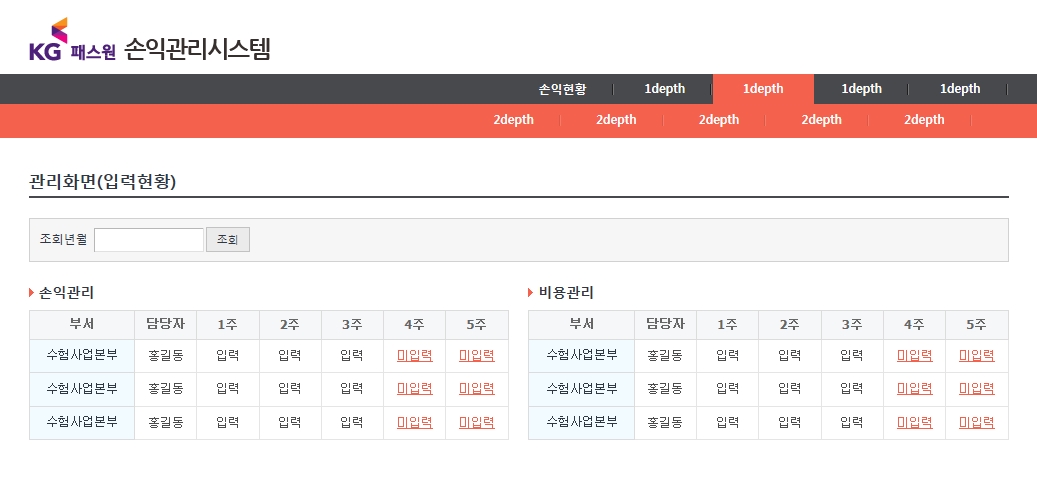 KG 패스원 손익관리시스템
손익현황 1depth 1depth 1depth 1depth
2depth 2depth 2depth 2depth 2depth
관리화면(입력현황)
조회년월 조회
손익관리
부서 담당자 1주 2주 3주 4주 5주
수험사업본부 홍길동 입력 입력 입력 미입력 미입력
수험사업본부 홍길동 입력 입력 입력 미입력 미입력
수험사업본부 홍길동 입력 입력 입력 미입력 미입력
비용관리
부서 담당자 1주 2주 3주 4주 5주
수험사업본부 홍길동 입력 입력 입력 미입력 미입력
수험사업본부 홍길동 입력 입력 입력 미입력 미입력
수험사업본부 홍길동 입력 입력 입력 미입력 미입력